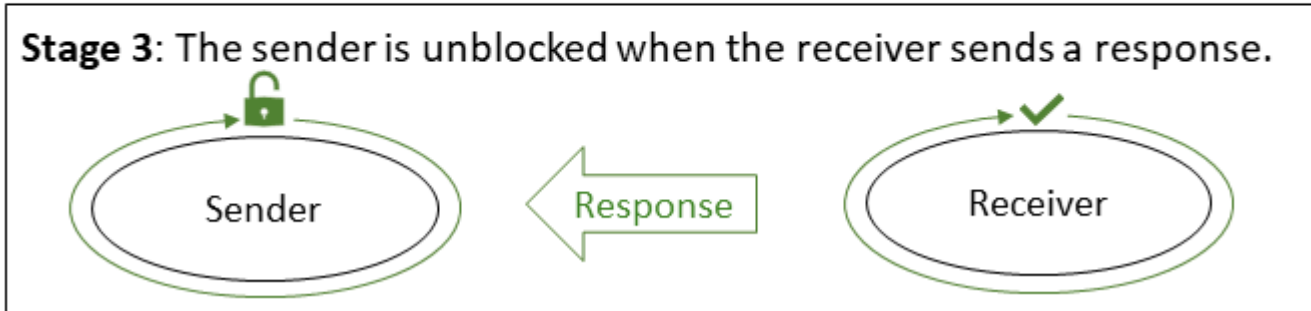 Stage 3: The sender is unblocked when the receiver sends a response.
Sender
Response
Receiver